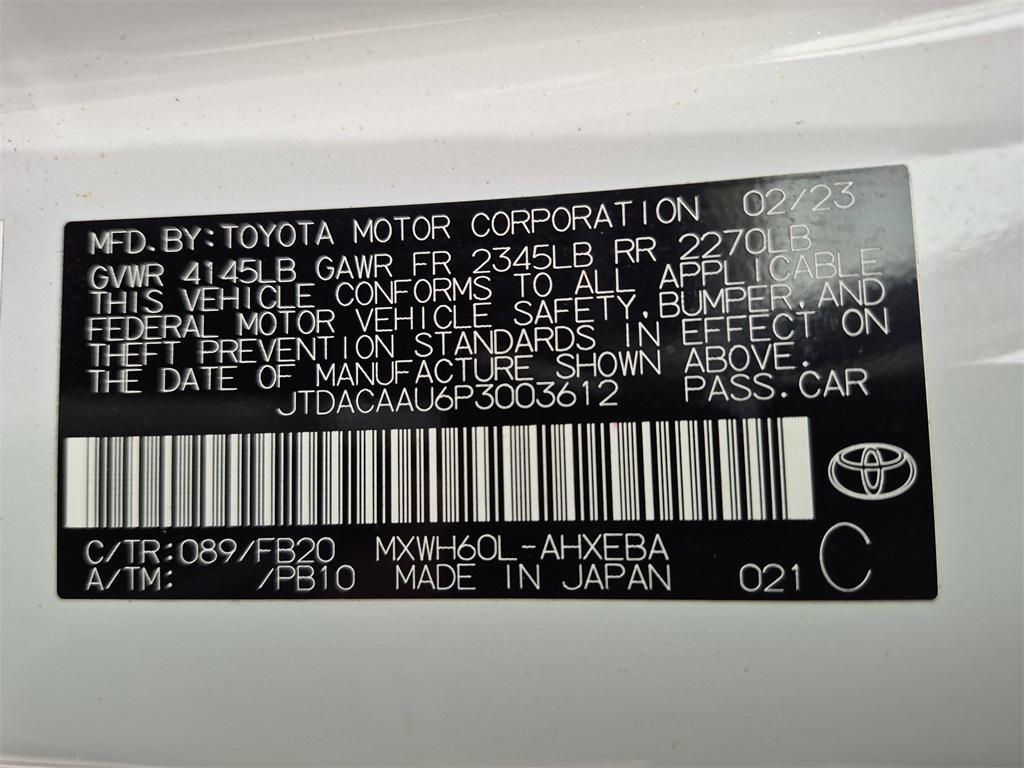 MFD. BY: TOYOTA MOTOR CORPORATION 02/23
GVWR 4145LB GAWR FR 2345LB RR 2270LB
THIS VEHICLE CONFORMS TO ALL APPLICABLE
FEDERAL MOTOR VEHICLE SAFETY, BUMPER, AND
THEFT PREVENTION STANDARDS IN EFFECT ON
THE DATE OF MANUFACTURE SHOWN ABOVE.
JTDACAAU6P3003612 PASS. CAR
C/TR: 089/FB20 MXWH60L-AHXEBA C
A/TM: /PB10 MADE IN JAPAN 021